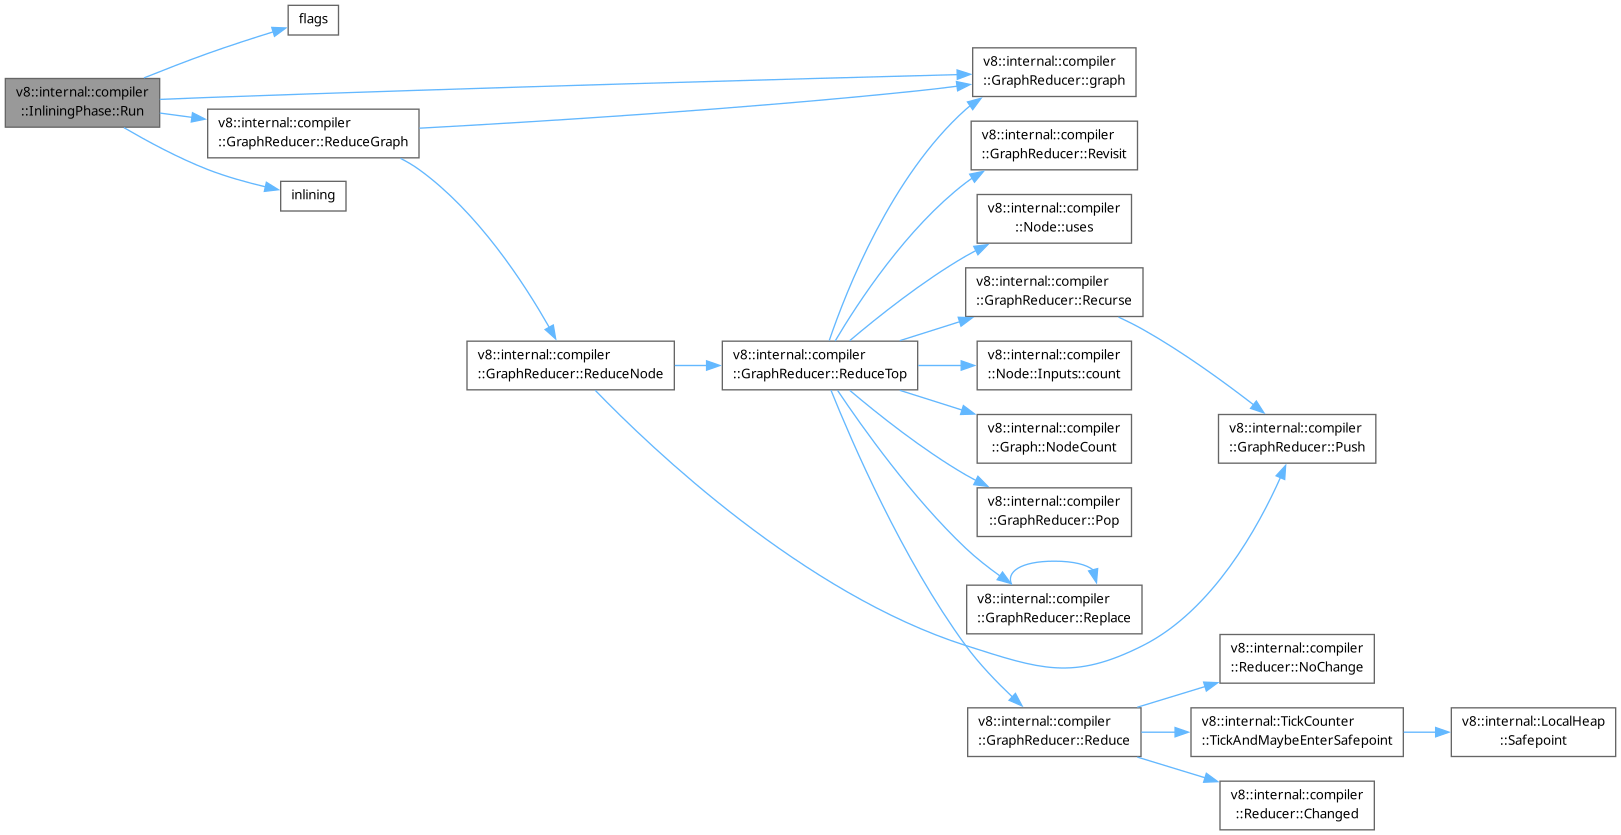 flags
v8::internal::compiler
::InliningPhase::Run
v8::internal::compiler
::GraphReducer::graph
v8::internal::compiler
::GraphReducer::ReduceGraph
inlining
v8::internal::compiler
::GraphReducer::Revisit
v8::internal::compiler
::Node::uses
v8::internal::compiler
::GraphReducer::Recurse
v8::internal::compiler
::GraphReducer::ReduceNode
v8::internal::compiler
::GraphReducer::ReduceTop
v8::internal::compiler
::Node::Inputs::count
v8::internal::compiler
::Graph::NodeCount
v8::internal::compiler
::GraphReducer::Push
v8::internal::compiler
::GraphReducer::Pop
v8::internal::compiler
::GraphReducer::Replace
v8::internal::compiler
::Reducer::NoChange
v8::internal::compiler
::GraphReducer::Reduce
v8::internal::TickCounter
::TickAndMaybeEnterSafepoint
v8::internal::LocalHeap
::Safepoint
v8::internal::compiler
::Reducer::Changed